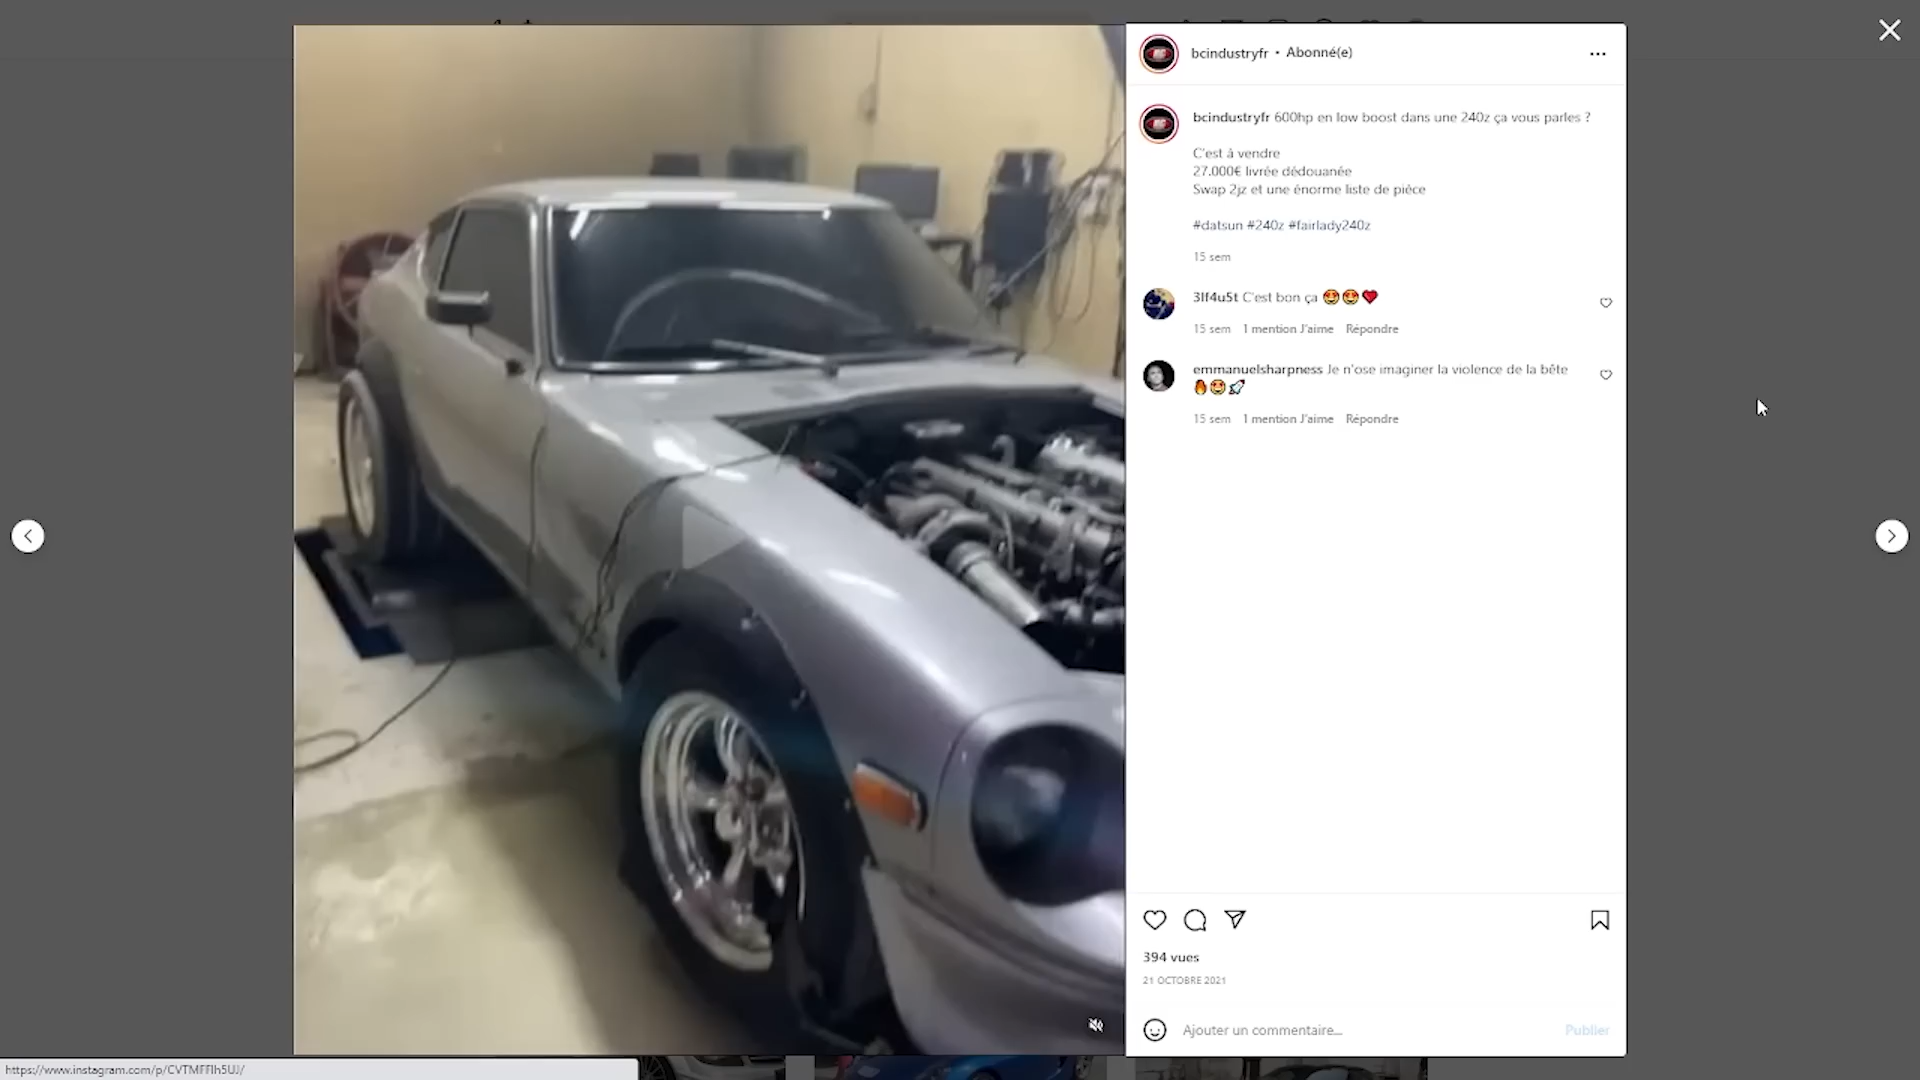 bcindustryfr • Abonné(e)
bcindustryfr 600hp en low boost dans une 240z ça vous parles ?
C'est à vendre
27.000€ livrée dédouanée
Swap 2jz et une énorme liste de pièce
#datsun #240z #fairlady240z
15 sem
3lf4u5t C'est bon ça 🤩🤩❤️
15 sem 1 mention J'aime Répondre
emmanuelsharpness Je n'ose imaginer la violence de la bête
🔥🤩🚀
15 sem 1 mention J'aime Répondre
394 vues
21 OCTOBRE 2021
Ajouter un commentaire...
Publier
https://www.instagram.com/p/CVTMFFlh5UJ/